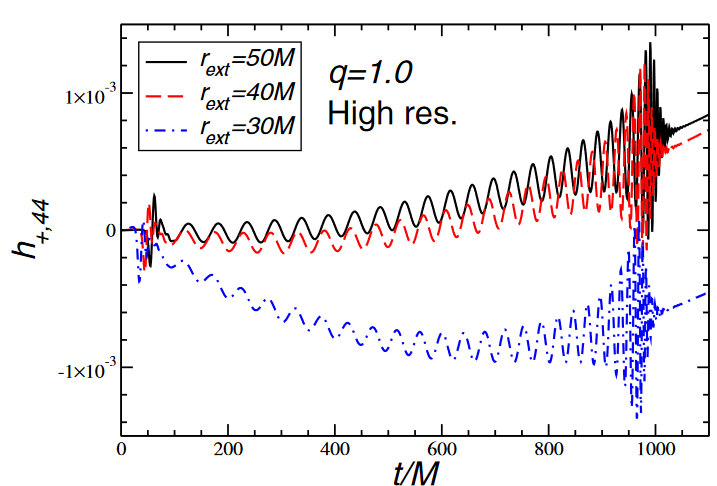 r_ext=50M
r_ext=40M
r_ext=30M
q=1.0
High res.
1×10⁻³
0
-1×10⁻³
h_+,44
0 200 400 600 800 1000
t/M